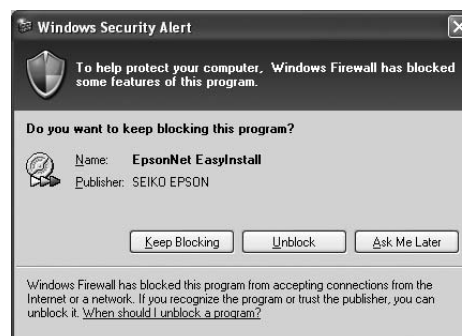 Windows Security Alert
To help protect your computer, Windows Firewall has blocked
some features of this program.
Do you want to keep blocking this program?
Name: EpsonNet EasyInstall
Publisher: SEIKO EPSON
Keep Blocking Unblock Ask Me Later
Windows Firewall has blocked this program from accepting connections from the
Internet or a network. If you recognize the program or trust the publisher, you can
unblock it. When should I unblock a program?